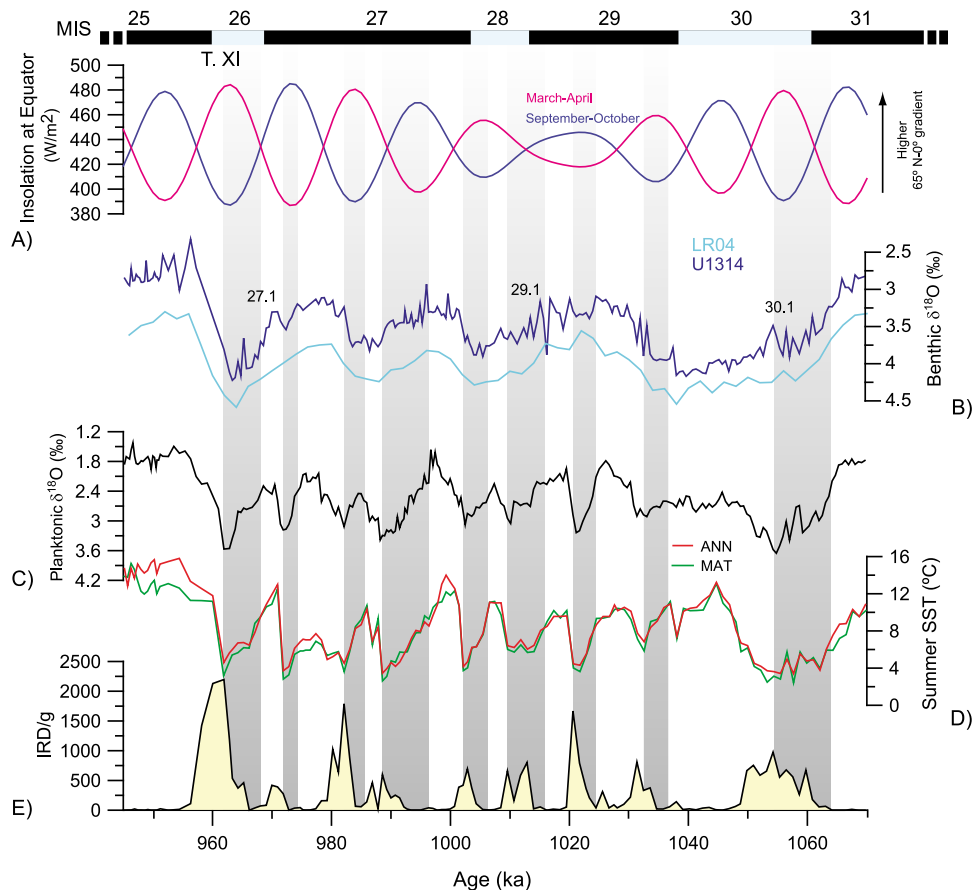 25 26 27 28 29 30 31
MIS
T. XI
500
480
460
440
420
400
380
Insolation at Equator
(W/m²)
March-April
September-October
Higher
65º N-0º gradient
A)
LR04
U1314
2.5
3
3.5
4
4.5
Benthic δ¹⁸O (‰)
27.1
29.1
30.1
B)
1.2
1.8
2.4
3
3.6
4.2
Planktonic δ¹⁸O (‰)
C)
ANN
MAT
16
12
8
4
0
Summer SST (ºC)
D)
2500
2000
1500
1000
500
0
IRD/g
E)
960 980 1000 1020 1040 1060
Age (ka)